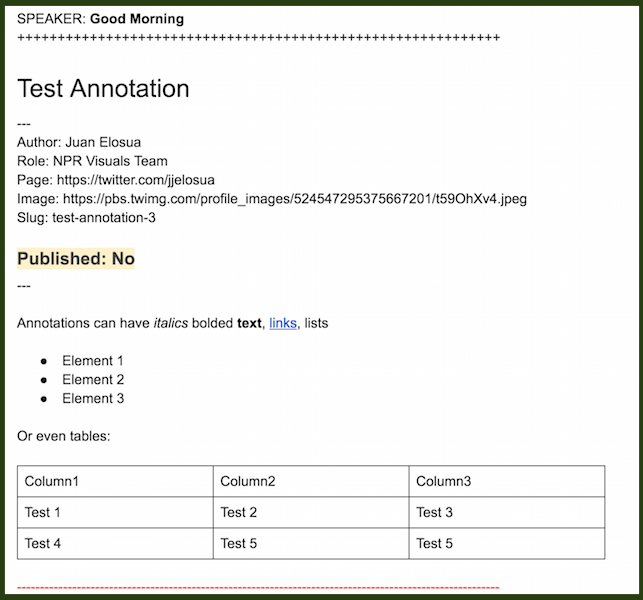 SPEAKER: Good Morning
++++++++++++++++++++++++++++++++++++++++++++++++++++++++++++
Test Annotation
---
Author: Juan Elosua
Role: NPR Visuals Team
Page: https://twitter.com/jjelosua
Image: https://pbs.twimg.com/profile_images/524547295375667201/t59OhXv4.jpeg
Slug: test-annotation-3
Published: No
---
Annotations can have italics bolded text, links, lists
● Element 1
● Element 2
● Element 3
Or even tables:
Column1 Column2 Column3
Test 1 Test 2 Test 3
Test 4 Test 5 Test 5
----------------------------------------------------------------------------------------------------